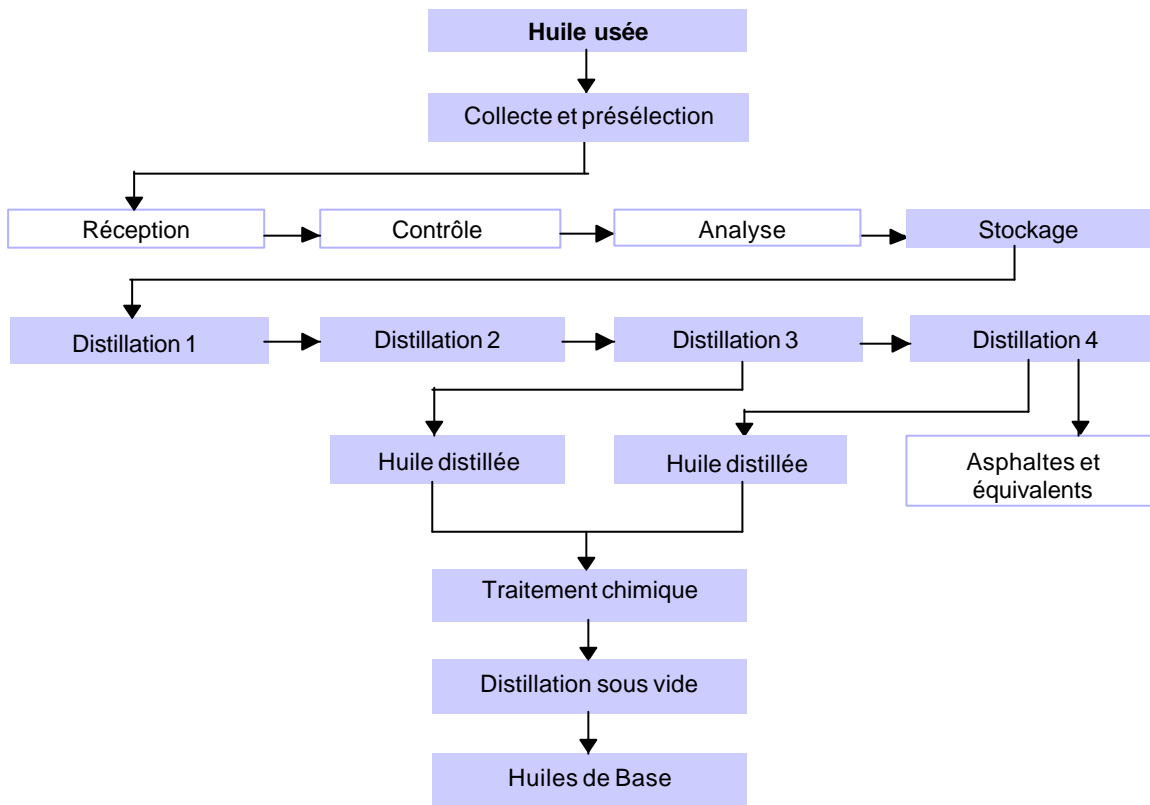 Huile usée
Collecte et présélection
Réception
Contrôle
Analyse
Stockage
Distillation 1
Distillation 2
Distillation 3
Distillation 4
Huile distillée
Huile distillée
Asphaltes et
équivalents
Traitement chimique
Distillation sous vide
Huiles de Base